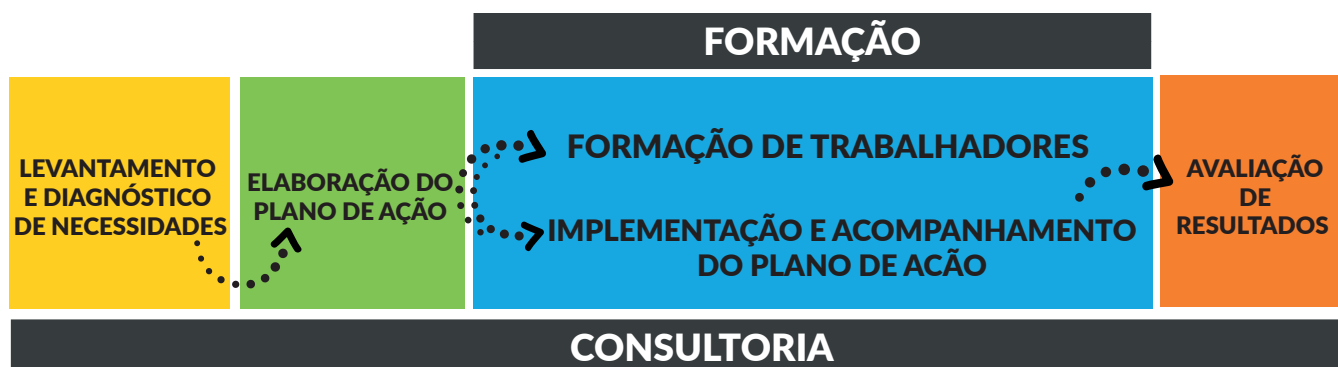 FORMAÇÃO
LEVANTAMENTO
E DIAGNÓSTICO
DE NECESSIDADES
ELABORAÇÃO DO
PLANO DE AÇÃO
FORMAÇÃO DE TRABALHADORES
IMPLEMENTAÇÃO E ACOMPANHAMENTO
DO PLANO DE ACÃO
AVALIAÇÃO
DE
RESULTADOS
CONSULTORIA